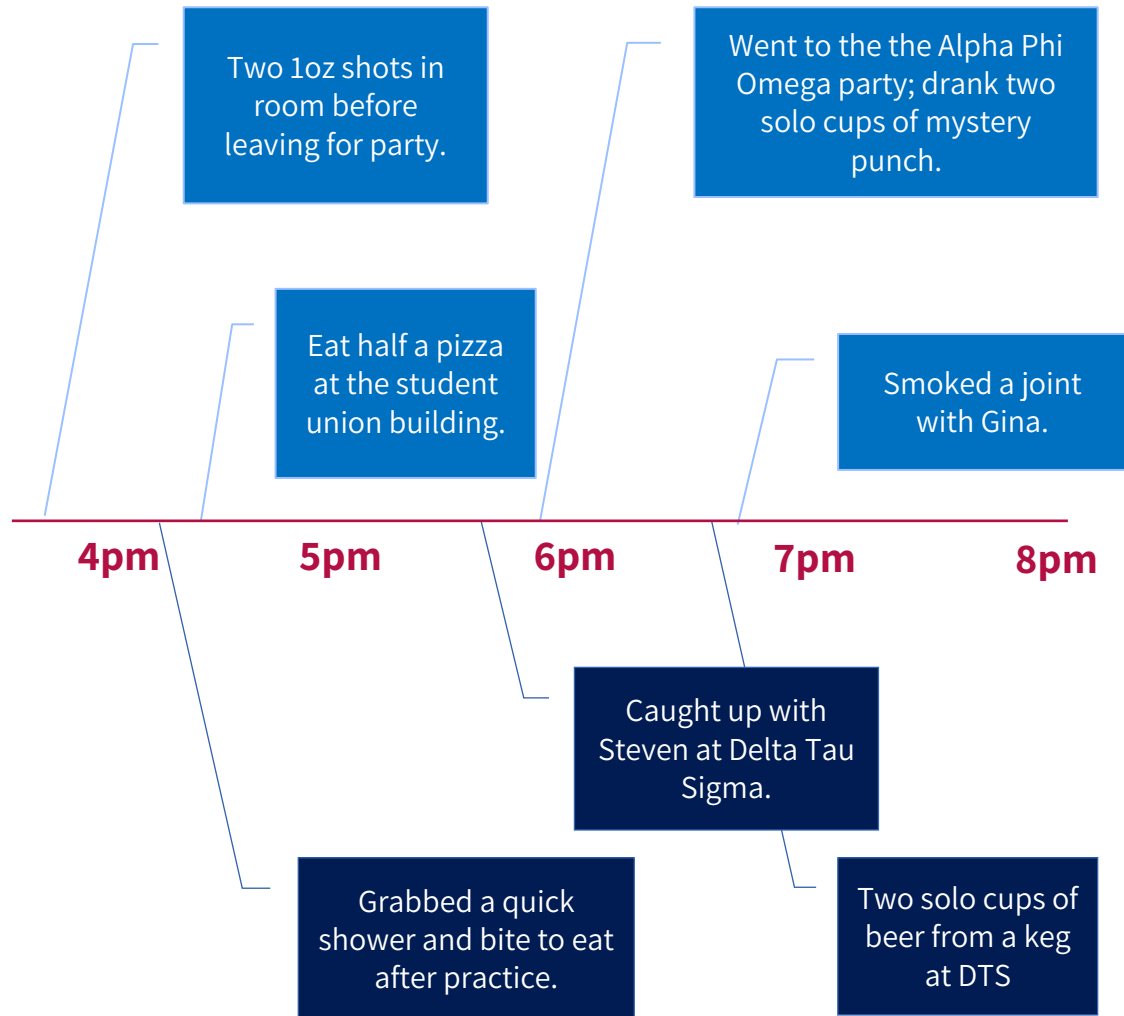 Two 1oz shots in
room before
leaving for party.
Went to the the Alpha Phi
Omega party; drank two
solo cups of mystery
punch.
Eat half a pizza
at the student
union building.
Smoked a joint
with Gina.
4pm
5pm
6pm
7pm
8pm
Caught up with
Steven at Delta Tau
Sigma.
Grabbed a quick
shower and bite to eat
after practice.
Two solo cups of
beer from a keg
at DTS